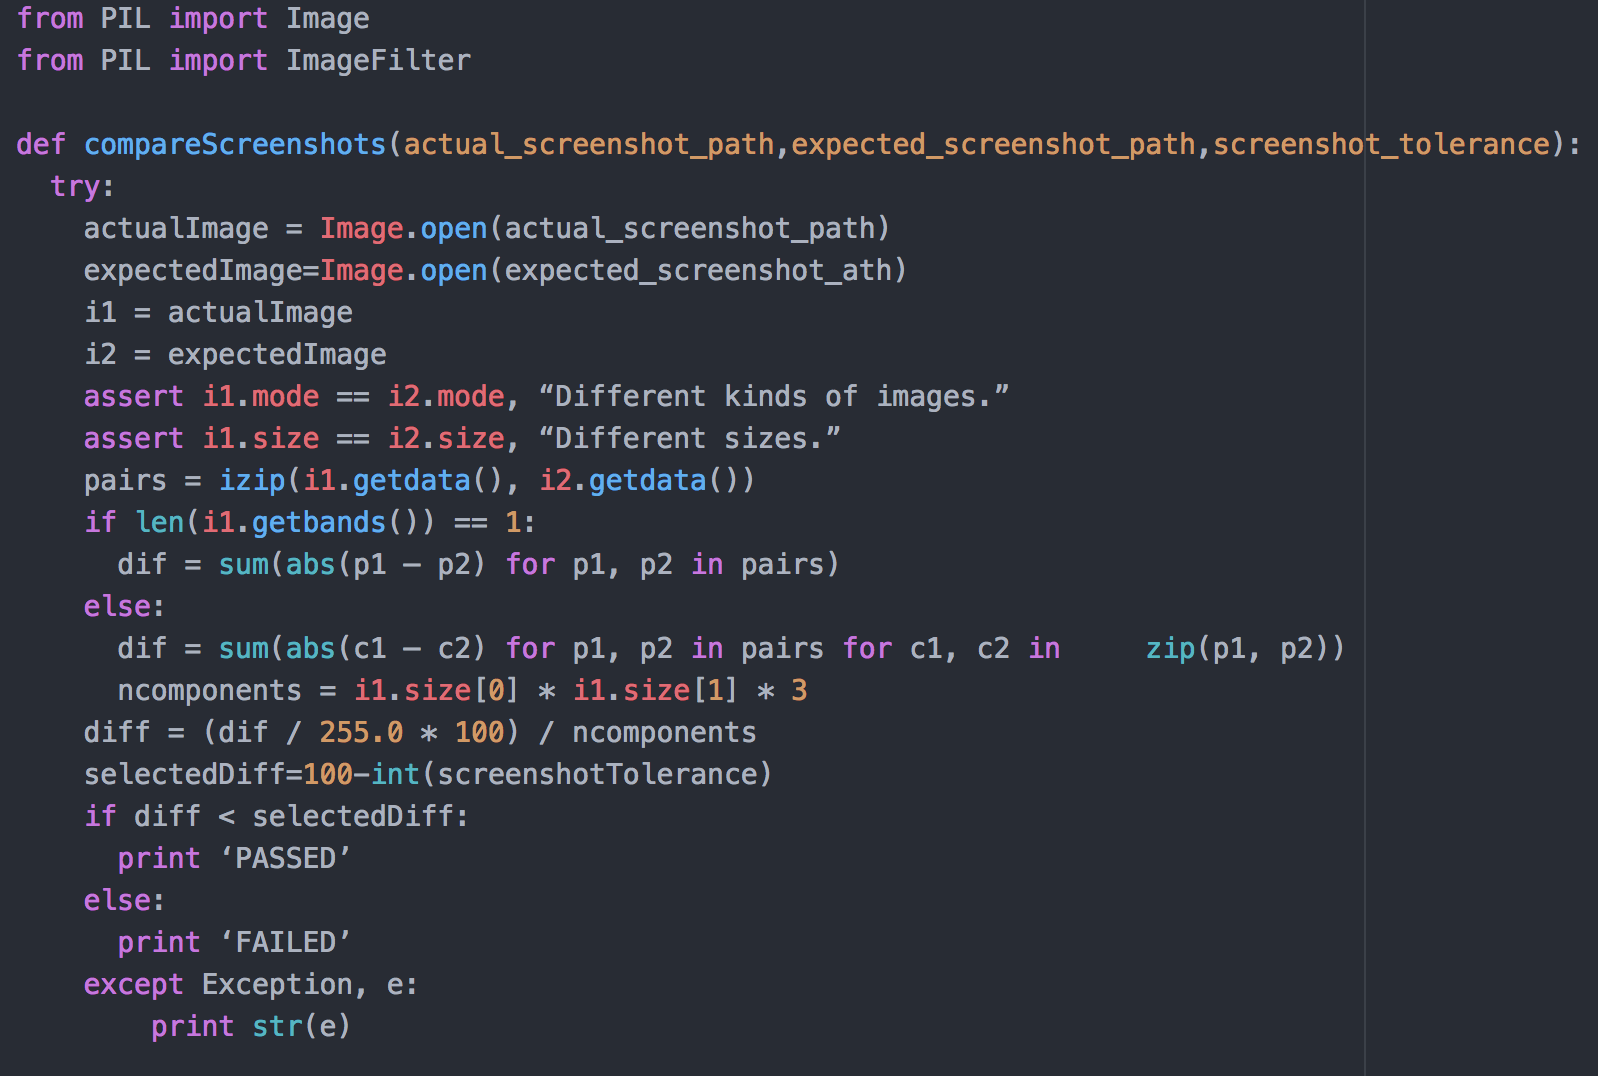 from PIL import Image
from PIL import ImageFilter

def compareScreenshots(actual_screenshot_path,expected_screenshot_path,screenshot_tolerance):
  try:
    actualImage = Image.open(actual_screenshot_path)
    expectedImage=Image.open(expected_screenshot_ath)
    i1 = actualImage
    i2 = expectedImage
    assert i1.mode == i2.mode, “Different kinds of images.”
    assert i1.size == i2.size, “Different sizes.”
    pairs = izip(i1.getdata(), i2.getdata())
    if len(i1.getbands()) == 1:
      dif = sum(abs(p1 – p2) for p1, p2 in pairs)
    else:
      dif = sum(abs(c1 – c2) for p1, p2 in pairs for c1, c2 in     zip(p1, p2))
      ncomponents = i1.size[0] * i1.size[1] * 3
    diff = (dif / 255.0 * 100) / ncomponents
    selectedDiff=100-int(screenshotTolerance)
    if diff < selectedDiff:
      print ‘PASSED’
    else:
      print ‘FAILED’
    except Exception, e:
        print str(e)